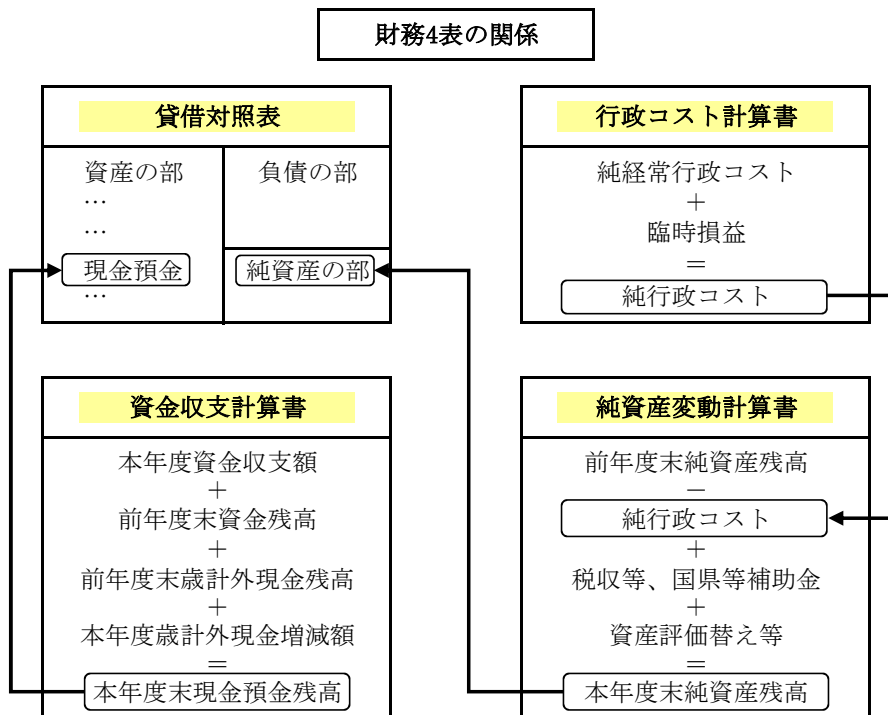 財務4表の関係
貸借対照表
資産の部
…
…
現金預金
…
負債の部
純資産の部
行政コスト計算書
純経常行政コスト
＋
臨時損益
＝
純行政コスト
資金収支計算書
本年度資金収支額
＋
前年度末資金残高
＋
前年度末歳計外現金残高
＋
本年度歳計外現金増減額
＝
本年度末現金預金残高
純資産変動計算書
前年度末純資産残高
－
純行政コスト
＋
税収等、国県等補助金
＋
資産評価替え等
＝
本年度末純資産残高